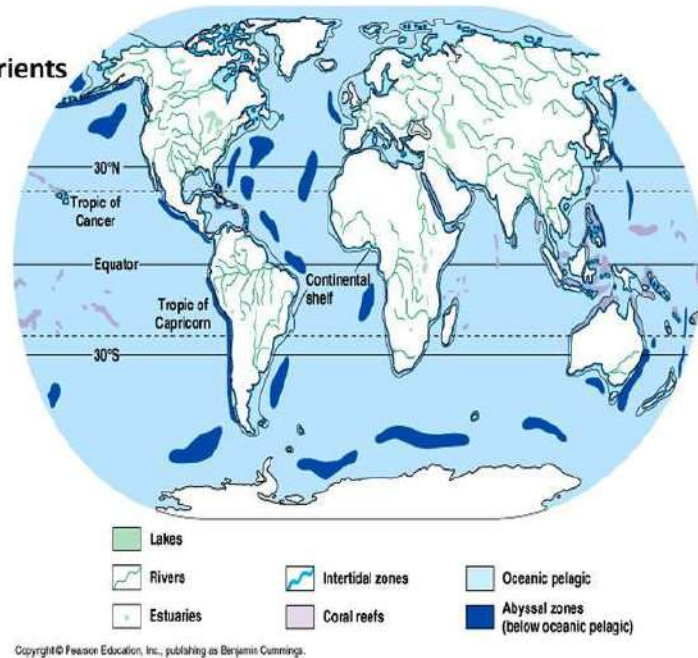 rients
30°N
Tropic of
Cancer
Equator
Continental
shelf
Tropic of
Capricorn
30°S
Lakes
Rivers
Intertidal zones
Oceanic pelagic
Estuaries
Coral reefs
Abyssal zones
(below oceanic pelagic)
Copyright © Pearson Education, Inc., publishing as Benjamin Cummings.